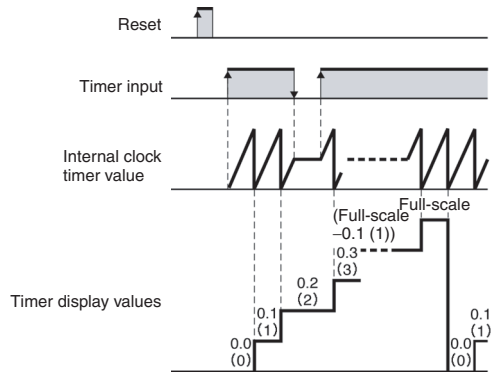 Reset
Timer input
Internal clock
timer value
Full-scale
(Full-scale
−0.1 (1))
0.3
(3)
0.2
(2)
Timer display values
0.1
(1)
0.1
(1)
0.0
(0)
0.0
(0)